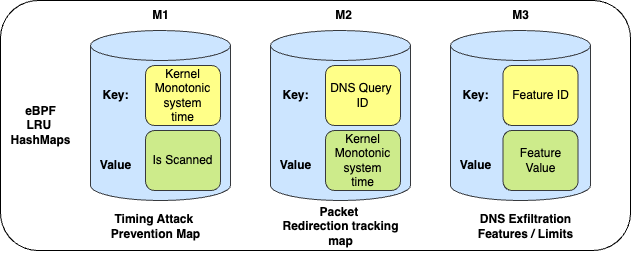 M1
M2
M3
eBPF
LRU
HashMaps
Key:
Kernel
Monotonic
system
time
Value
Is Scanned
Key:
DNS Query
ID
Value
Kernel
Monotonic
system
time
Key:
Feature ID
Value
Feature
Value
Timing Attack
Prevention Map
Packet
Redirection tracking
map
DNS Exfiltration
Features / Limits